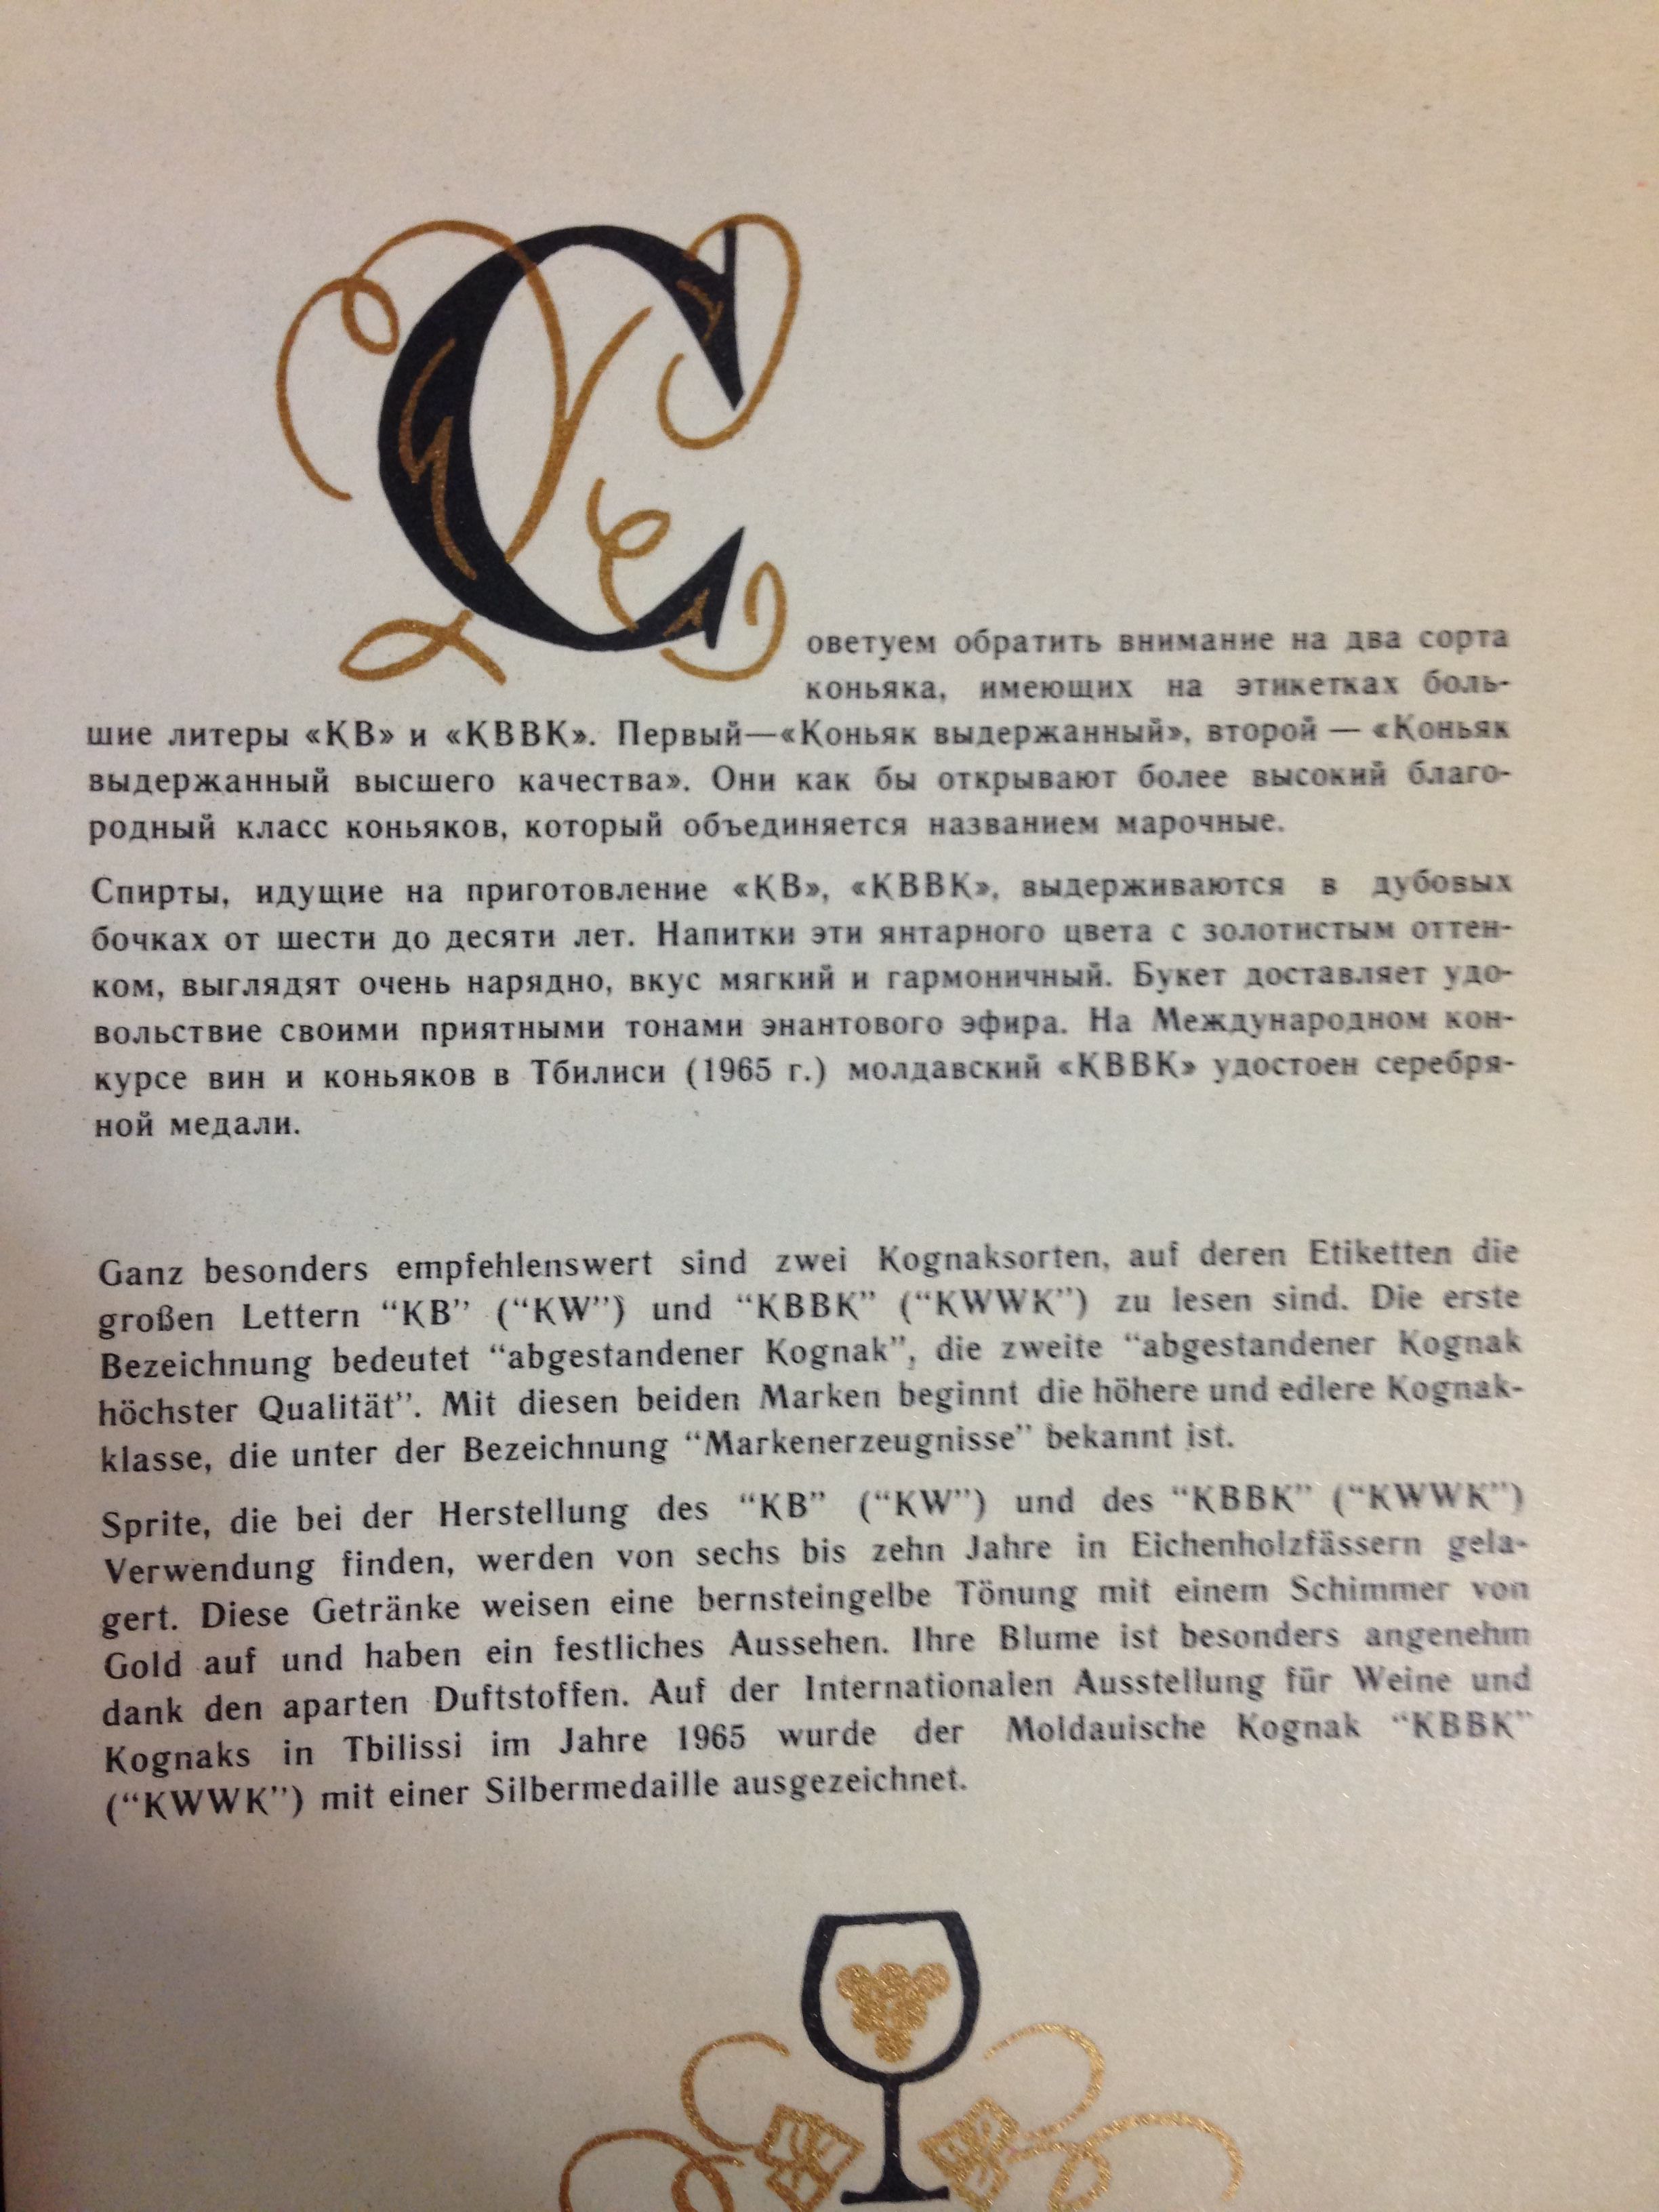 Советуем обратить внимание на два сорта
коньяка, имеющих на этикетках боль-
шие литеры «КВ» и «КВВК». Первый—«Коньяк выдержанный», второй — «Коньяк
выдержанный высшего качества». Они как бы открывают более высокий благо-
родный класс коньяков, который объединяется названием марочные.
Спирты, идущие на приготовление «КВ», «КВВК», выдерживаются в дубовых
бочках от шести до десяти лет. Напитки эти янтарного цвета с золотистым оттен-
ком, выглядят очень нарядно, вкус мягкий и гармоничный. Букет доставляет удо-
вольствие своими приятными тонами энантового эфира. На Международном кон-
курсе вин и коньяков в Тбилиси (1965 г.) молдавский «КВВК» удостоен серебря-
ной медали.
Ganz besonders empfehlenswert sind zwei Kognaksorten, auf deren Etiketten die
großen Lettern “KB” (“KW”) und “KBBK” (“KWWK”) zu lesen sind. Die erste
Bezeichnung bedeutet “abgestandener Kognak”, die zweite “abgestandener Kognak
höchster Qualität”. Mit diesen beiden Marken beginnt die höhere und edlere Kognak-
klasse, die unter der Bezeichnung “Markenerzeugnisse” bekannt ist.
Sprite, die bei der Herstellung des “KB” (“KW”) und des “KBBK” (“KWWK”)
Verwendung finden, werden von sechs bis zehn Jahre in Eichenholzfässern gela-
gert. Diese Getränke weisen eine bernsteingelbe Tönung mit einem Schimmer von
Gold auf und haben ein festliches Aussehen. Ihre Blume ist besonders angenehm
dank den aparten Duftstoffen. Auf der Internationalen Ausstellung für Weine und
Kognaks in Tbilissi im Jahre 1965 wurde der Moldauische Kognak “KBBK”
(“KWWK”) mit einer Silbermedaille ausgezeichnet.